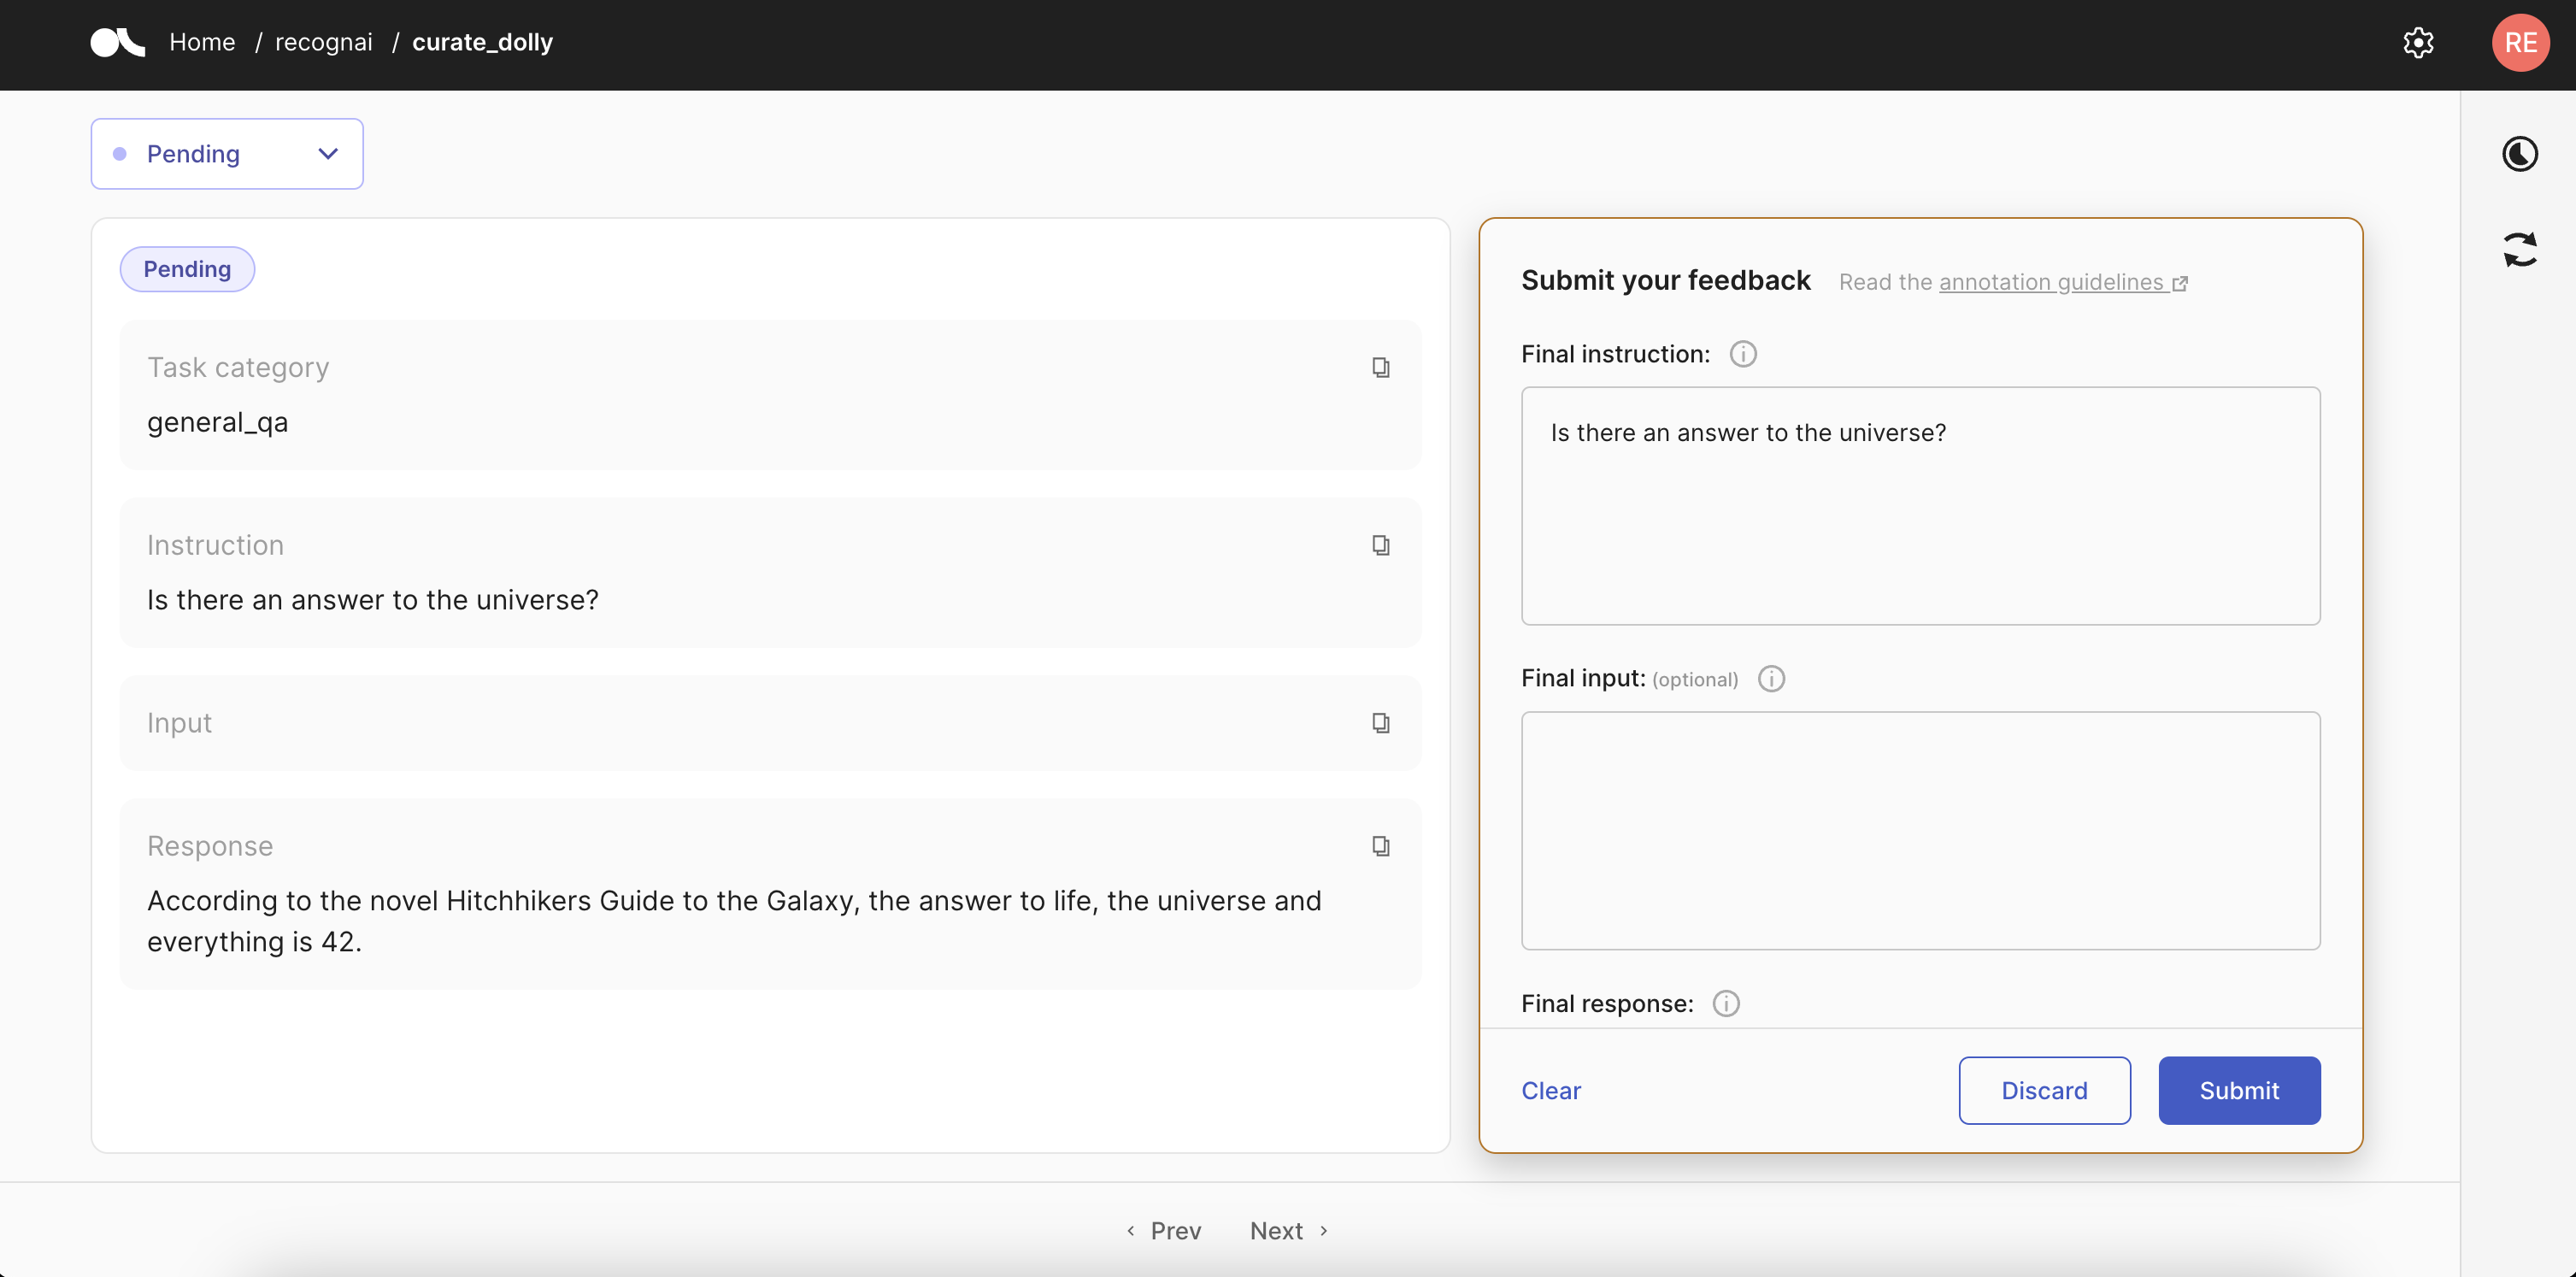 Home / recognai / curate_dolly
RE
Pending
Pending
Task category
general_qa
Instruction
Is there an answer to the universe?
Input
Response
According to the novel Hitchhikers Guide to the Galaxy, the answer to life, the universe and
everything is 42.
Submit your feedback Read the annotation guidelines
Final instruction:
Is there an answer to the universe?
Final input: (optional)
Final response:
Clear Discard Submit
Prev Next